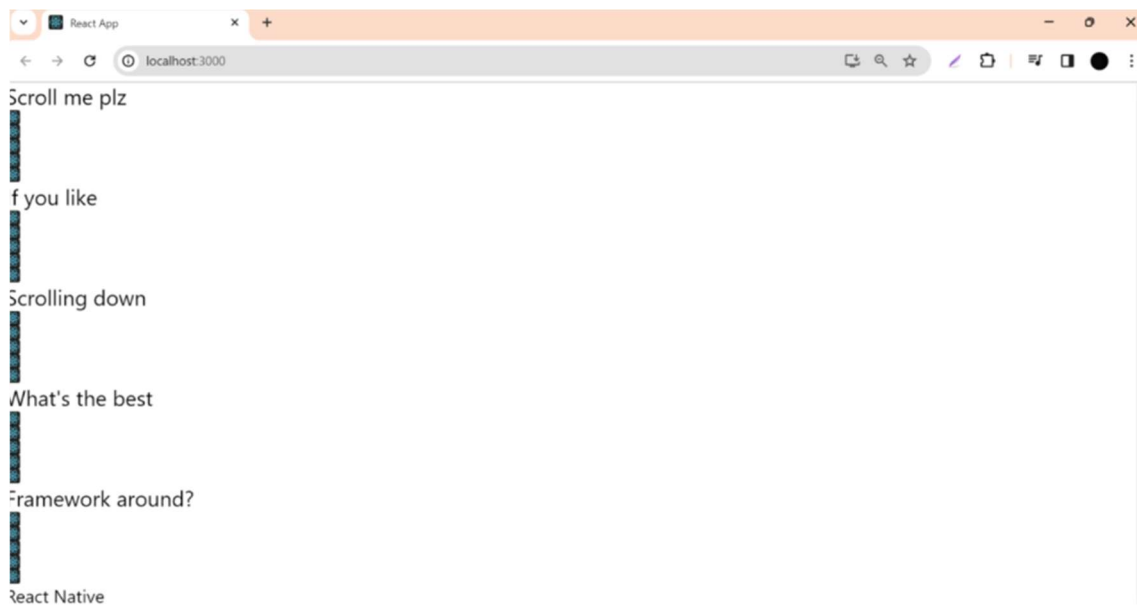 React App
localhost:3000
Scroll me plz
If you like
Scrolling down
What's the best
Framework around?
React Native